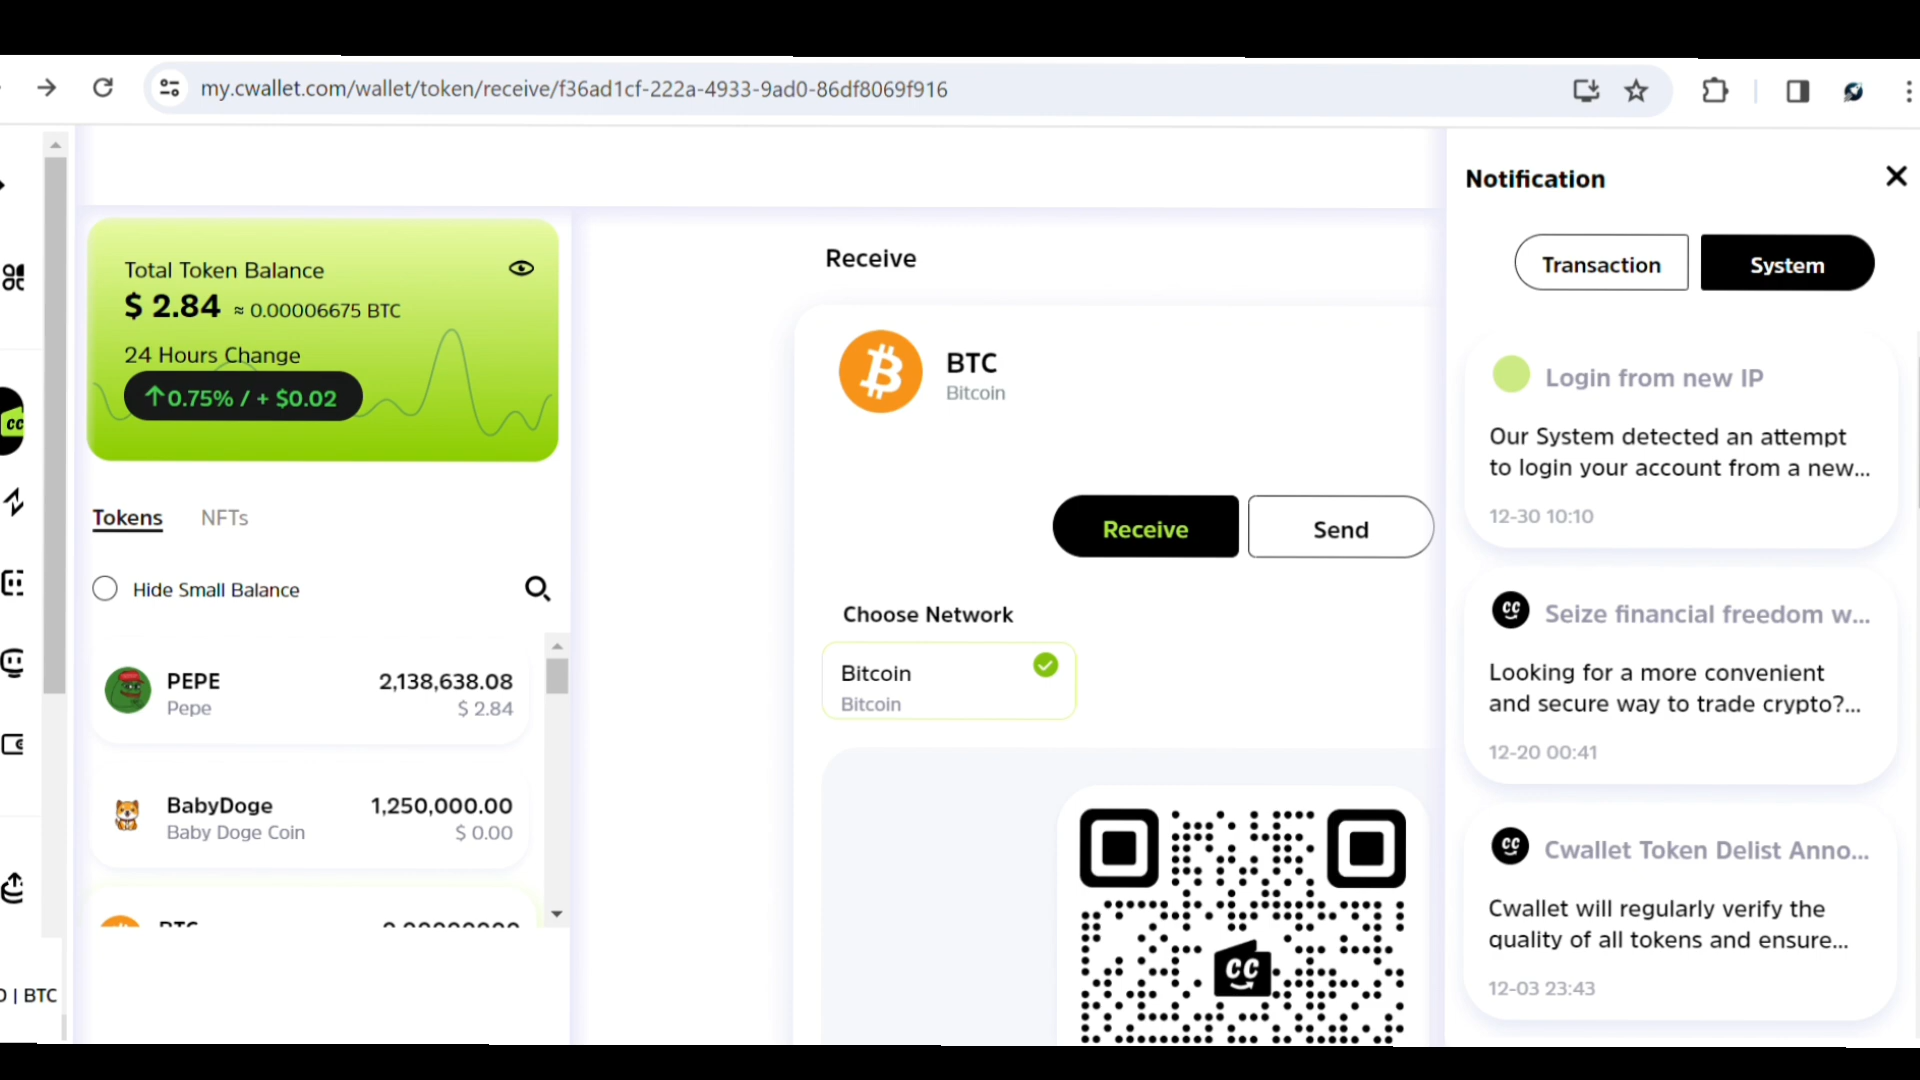 my.cwallet.com/wallet/token/receive/f36ad1cf-222a-4933-9ad0-86df8069f916
Total Token Balance
$ 2.84 ≈ 0.00006675 BTC
24 Hours Change
↑0.75% / + $0.02
Tokens NFTs
Hide Small Balance
PEPE 2,138,638.08
Pepe $ 2.84
BabyDoge 1,250,000.00
Baby Doge Coin $ 0.00
BTC 0.00000000
| BTC
Receive
BTC
Bitcoin
Receive Send
Choose Network
Bitcoin
Bitcoin
Notification
Transaction System
Login from new IP
Our System detected an attempt
to login your account from a new...
12-30 10:10
Seize financial freedom w...
Looking for a more convenient
and secure way to trade crypto?...
12-20 00:41
Cwallet Token Delist Anno...
Cwallet will regularly verify the
quality of all tokens and ensure...
12-03 23:43